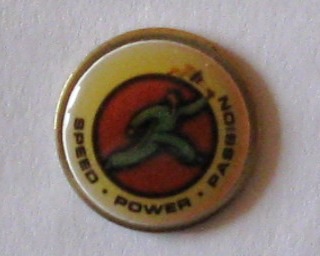 SPEED · POWER · PASSION